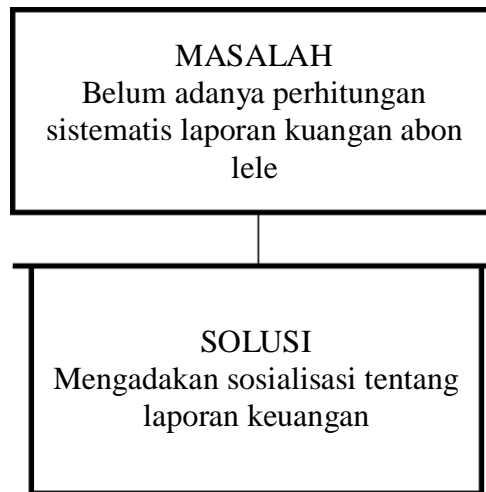 MASALAH
Belum adanya perhitungan
sistematis laporan kuangan abon
lele
SOLUSI
Mengadakan sosialisasi tentang
laporan keuangan